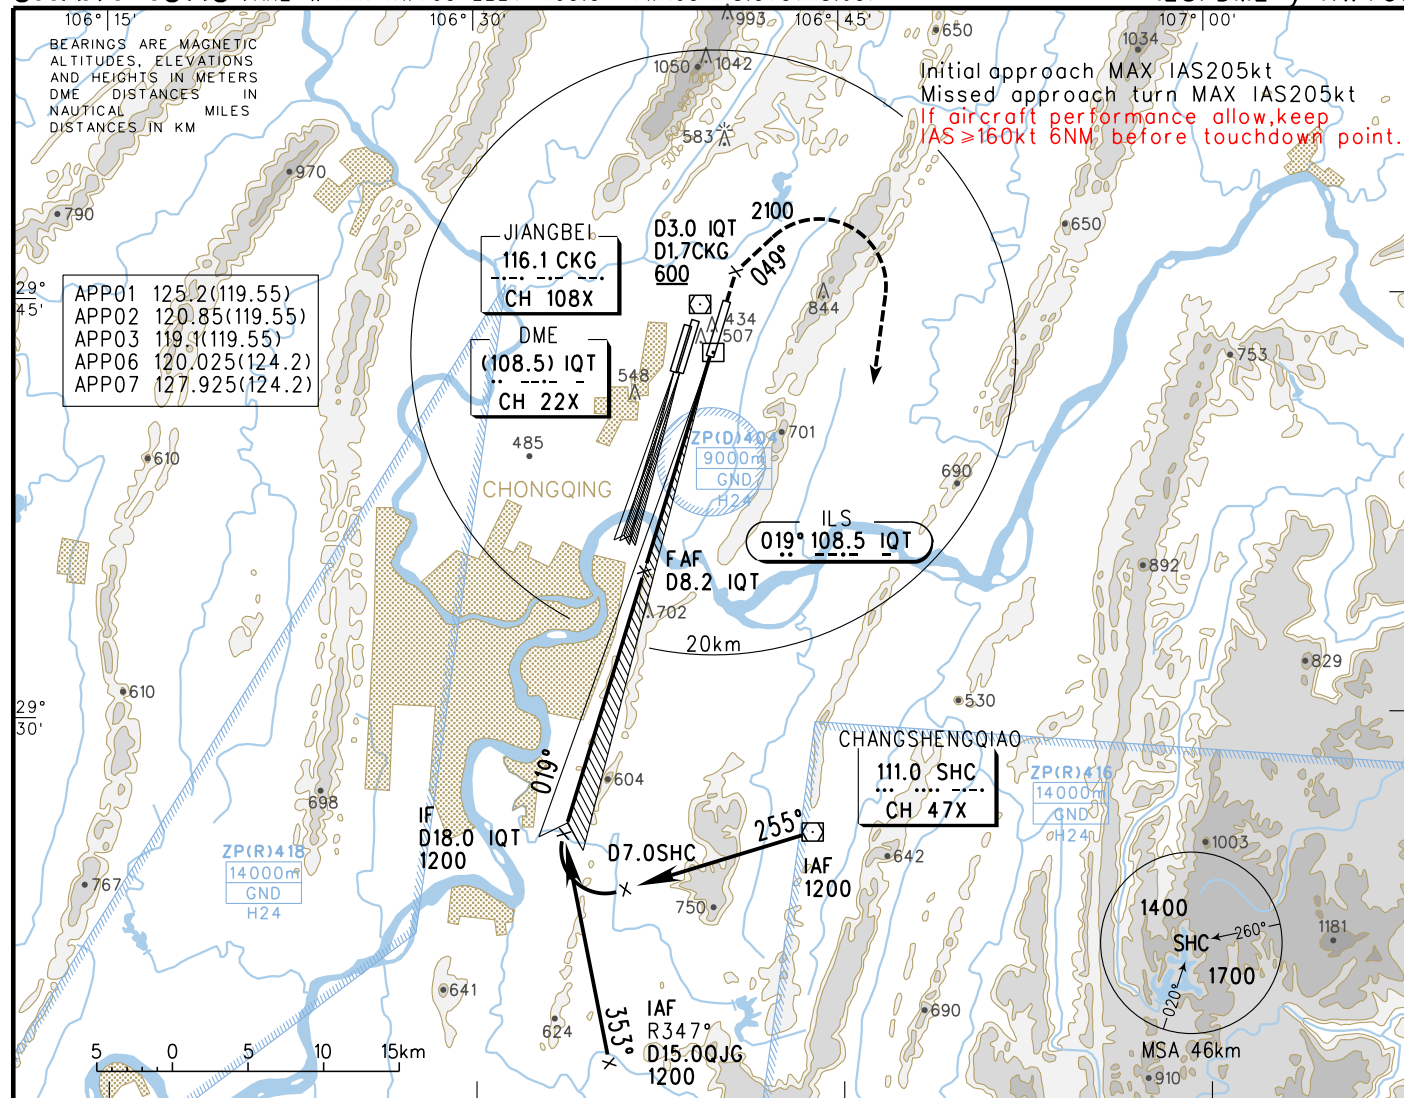 106° 15'
106° 30'
106° 45'
107° 00'
BEARINGS ARE MAGNETIC
ALTITUDES, ELEVATIONS
AND HEIGHTS IN METERS
DME DISTANCES IN
NAUTICAL MILES
DISTANCES IN KM
993
650
1034
1050
1042
583
Initial approach MAX IAS205kt
Missed approach turn MAX IAS205kt
If aircraft performance allow,keep
IAS≥160kt 6NM before touchdown point.
970
790
650
2100
049°
D3.0 IQT
D1.7CKG
600
JIANGBEI
116.1 CKG
CH 108X
DME
(108.5) IQT
CH 22X
29°
45'
APP01 125.2(119.55)
APP02 120.85(119.55)
APP03 119.1(119.55)
APP06 120.025(124.2)
APP07 127.925(124.2)
844
434
507
753
548
485
701
610
690
ZP(D)404
9000m
GND
H24
CHONGQING
ILS
019° 108.5 IQT
FAF
D8.2 IQT
892
702
20km
829
610
530
29°
30'
019°
604
CHANGSHENGQIAO
111.0 SHC
CH 47X
ZP(R)416
14000m
GND
H24
698
IF
D18.0 IQT
1200
255°
D7.0SHC
IAF
1200
642
1003
ZP(R)418
14000m
GND
H24
767
750
1400
SHC
260°
1700
020°
1181
MSA 46km
641
624
690
353°
IAF
R347°
D15.0QJG
1200
5 0 5 10 15km
910